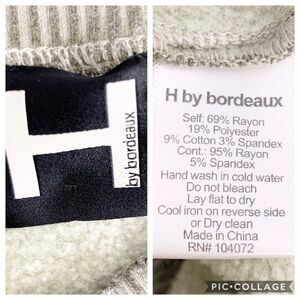 H
by bordeaux
H by bordeaux
Self: 69% Rayon
19% Polyester
9% Cotton 3% Spandex
Cont.: 95% Rayon
5% Spandex
Hand wash in cold water
Do not bleach
Lay flat to dry
Cool iron on reverse side
or Dry clean
Made in China
RN# 104072
PIC•COLLAGE